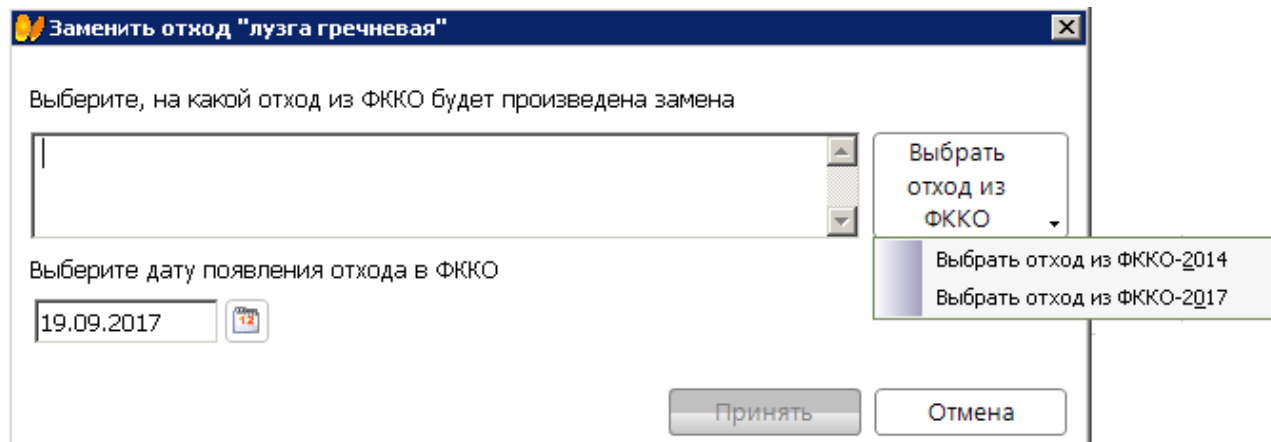 Заменить отход "лузга гречневая"
Выберите, на какой отход из ФККО будет произведена замена
Выбрать
отход из
ФККО
Выбрать отход из ФККО-2014
Выбрать отход из ФККО-2017
Выберите дату появления отхода в ФККО
19.09.2017
12
Принять
Отмена